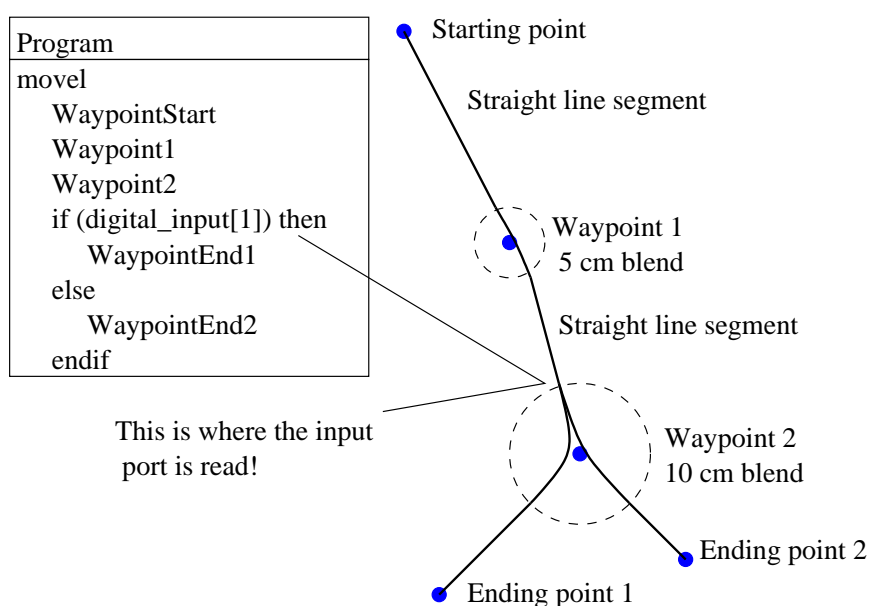 Program
movel
WaypointStart
Waypoint1
Waypoint2
if (digital_input[1]) then
WaypointEnd1
else
WaypointEnd2
endif
Starting point
Straight line segment
Waypoint 1
5 cm blend
Straight line segment
This is where the input
port is read!
Waypoint 2
10 cm blend
Ending point 2
Ending point 1